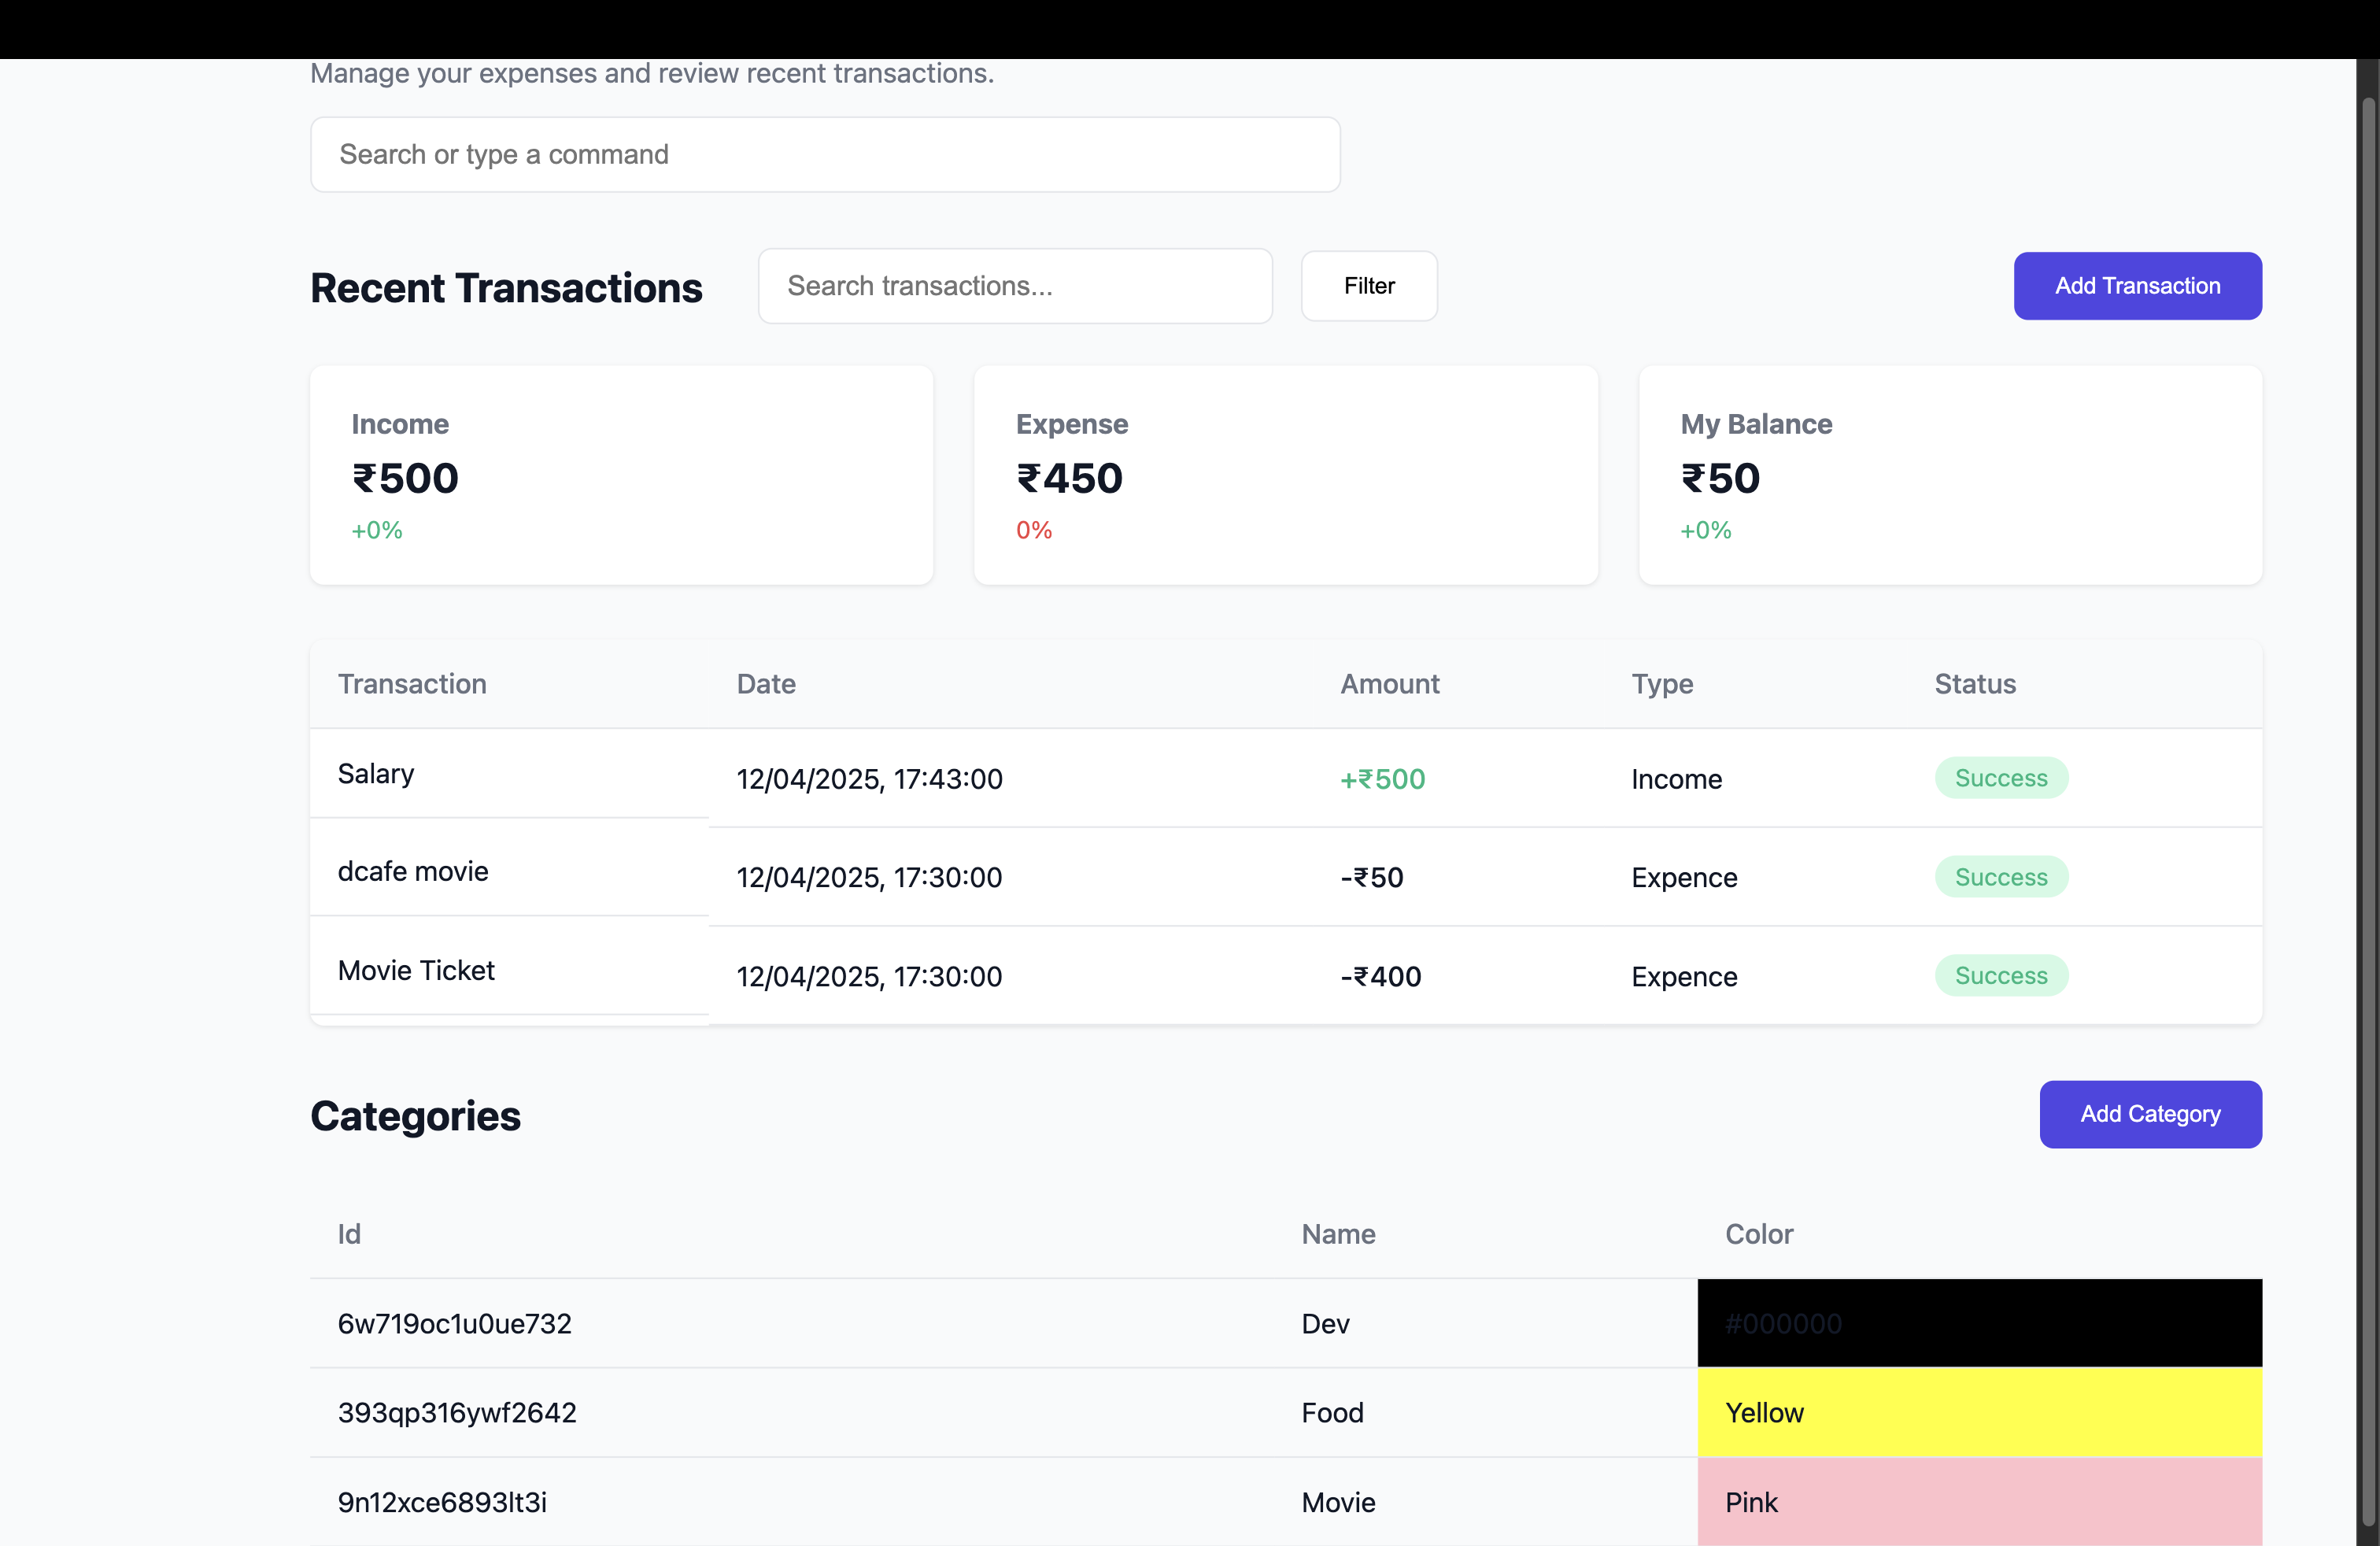 Manage your expenses and review recent transactions.
Search or type a command
Recent Transactions Search transactions... Filter Add Transaction
Income Expense My Balance
₹500 ₹450 ₹50
+0% 0% +0%
Transaction Date Amount Type Status
Salary 12/04/2025, 17:43:00 +₹500 Income Success
dcafe movie 12/04/2025, 17:30:00 -₹50 Expence Success
Movie Ticket 12/04/2025, 17:30:00 -₹400 Expence Success
Categories Add Category
Id Name Color
6w719oc1u0ue732 Dev #000000
393qp316ywf2642 Food Yellow
9n12xce6893lt3i Movie Pink